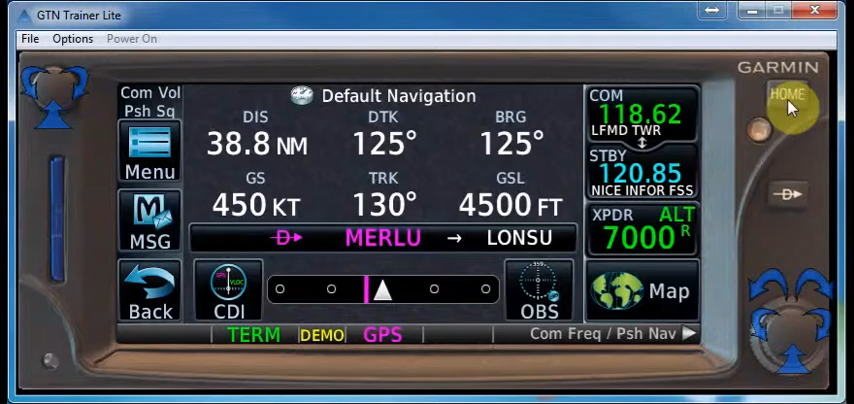 GTN Trainer Lite
File Options Power On
GARMIN
HOME
Com Vol
Psh Sq
Default Navigation
DIS DTK BRG
38.8 NM 125° 125°
GS TRK GSL
450 KT 130° 4500 FT
D MERLU → LONSU
Menu
MSG
Back
CDI
OBS
COM
118.62
LFMD TWR
STBY
120.85
NICE INFOR FSS
XPDR ALT
7000 R
Map
D
TERM DEMO GPS
Com Freq / Psh Nav